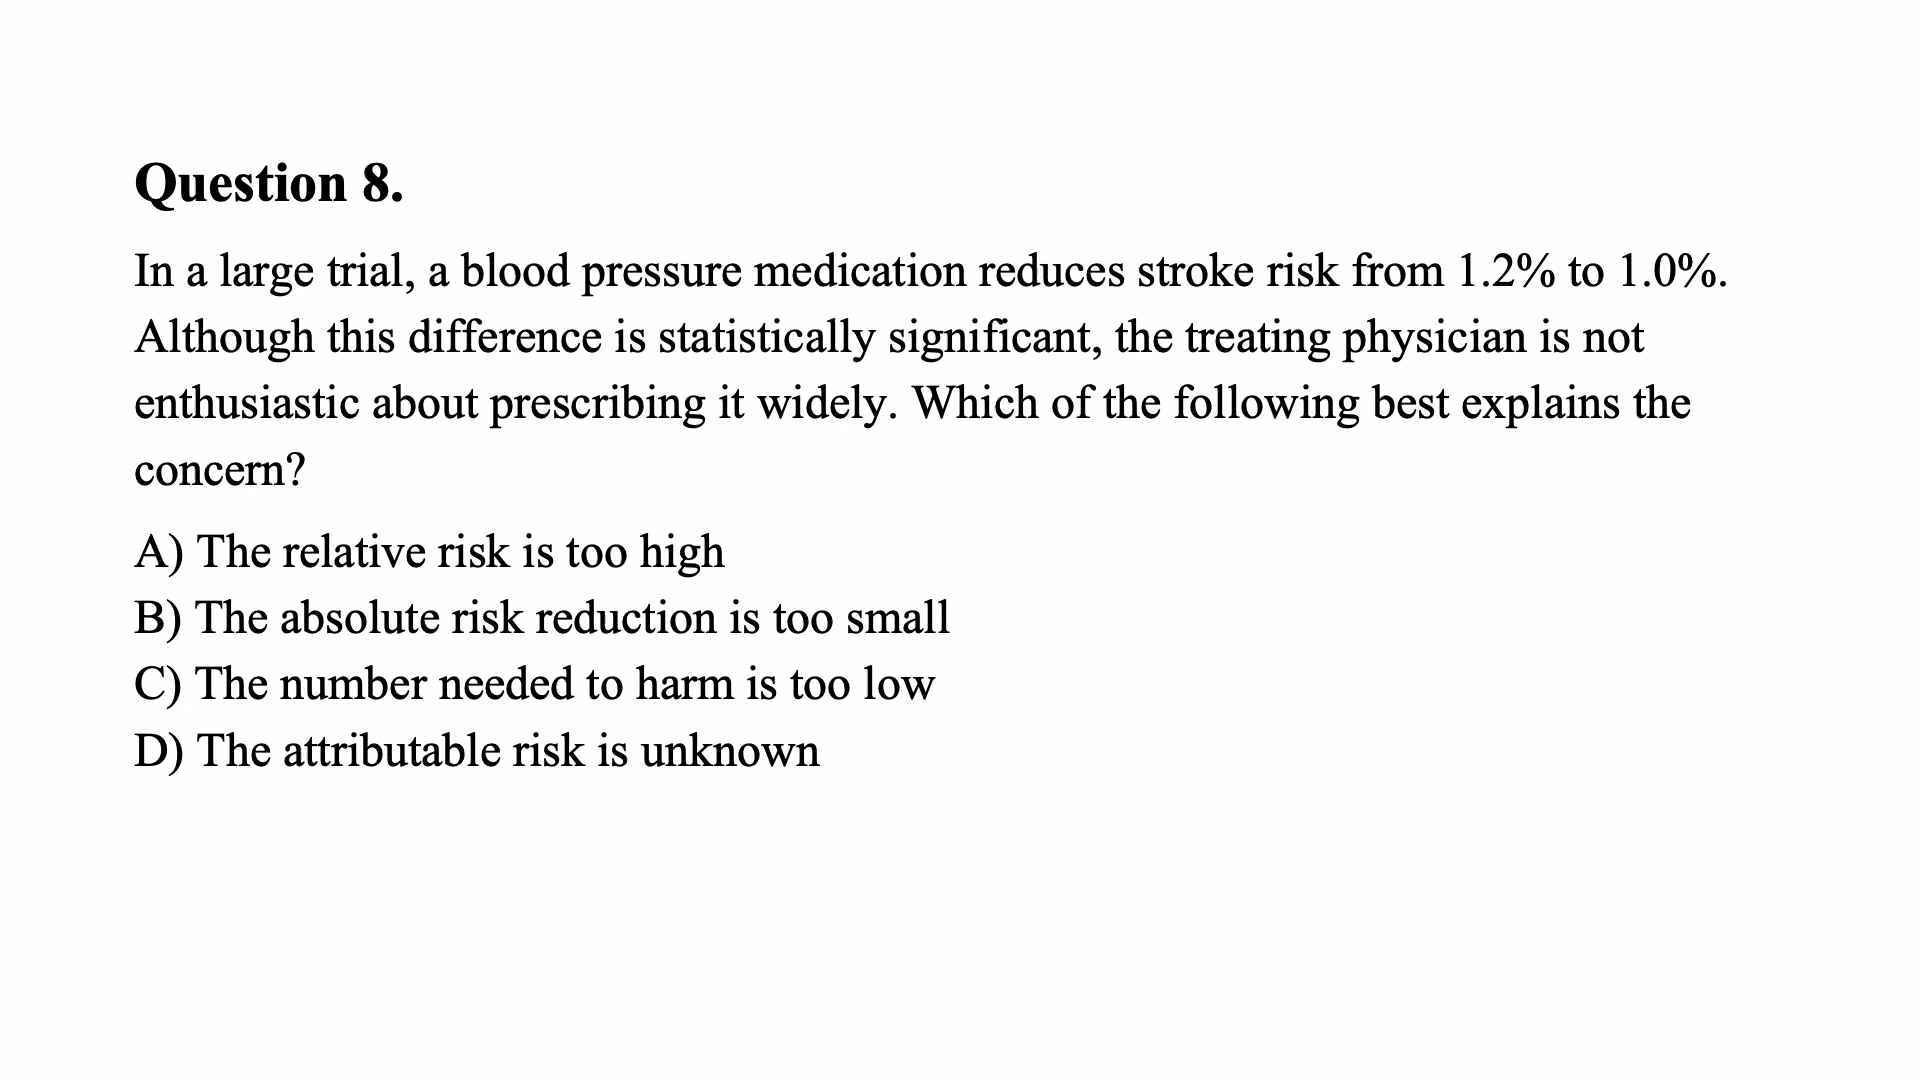 Question 8.
In a large trial, a blood pressure medication reduces stroke risk from 1.2% to 1.0%.
Although this difference is statistically significant, the treating physician is not
enthusiastic about prescribing it widely. Which of the following best explains the
concern?
A) The relative risk is too high
B) The absolute risk reduction is too small
C) The number needed to harm is too low
D) The attributable risk is unknown